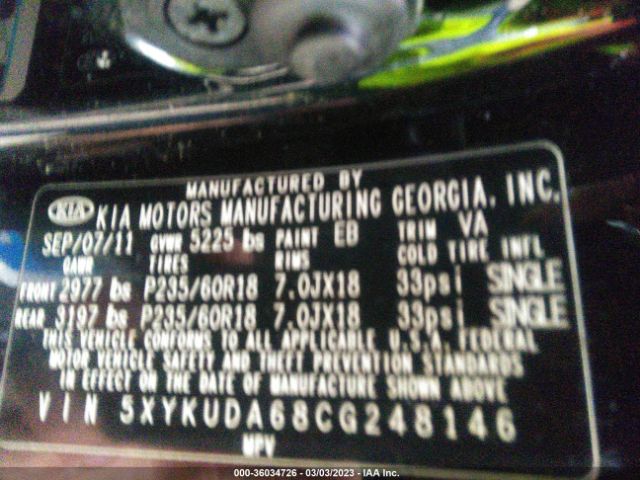 MANUFACTURED BY
KIA KIA MOTORS MANUFACTURING GEORGIA, INC.
SEP/07/11 GVWR 5225 lbs PAINT EB TRIM VA
GAWR TIRES RIMS COLD TIRE INFL
FRONT 2977 lbs P235/60R18 7.0JX18 33psi SINGLE
REAR 3197 lbs P235/60R18 7.0JX18 33psi SINGLE
THIS VEHICLE CONFORMS TO ALL APPLICABLE U.S.A. FEDERAL
MOTOR VEHICLE SAFETY AND THEFT PREVENTION STANDARDS
IN EFFECT ON THE DATE OF MANUFACTURE SHOWN ABOVE
VIN 5XYKUDA68CG248146
MPV
000-36034726 - 03/03/2023 - IAA Inc.